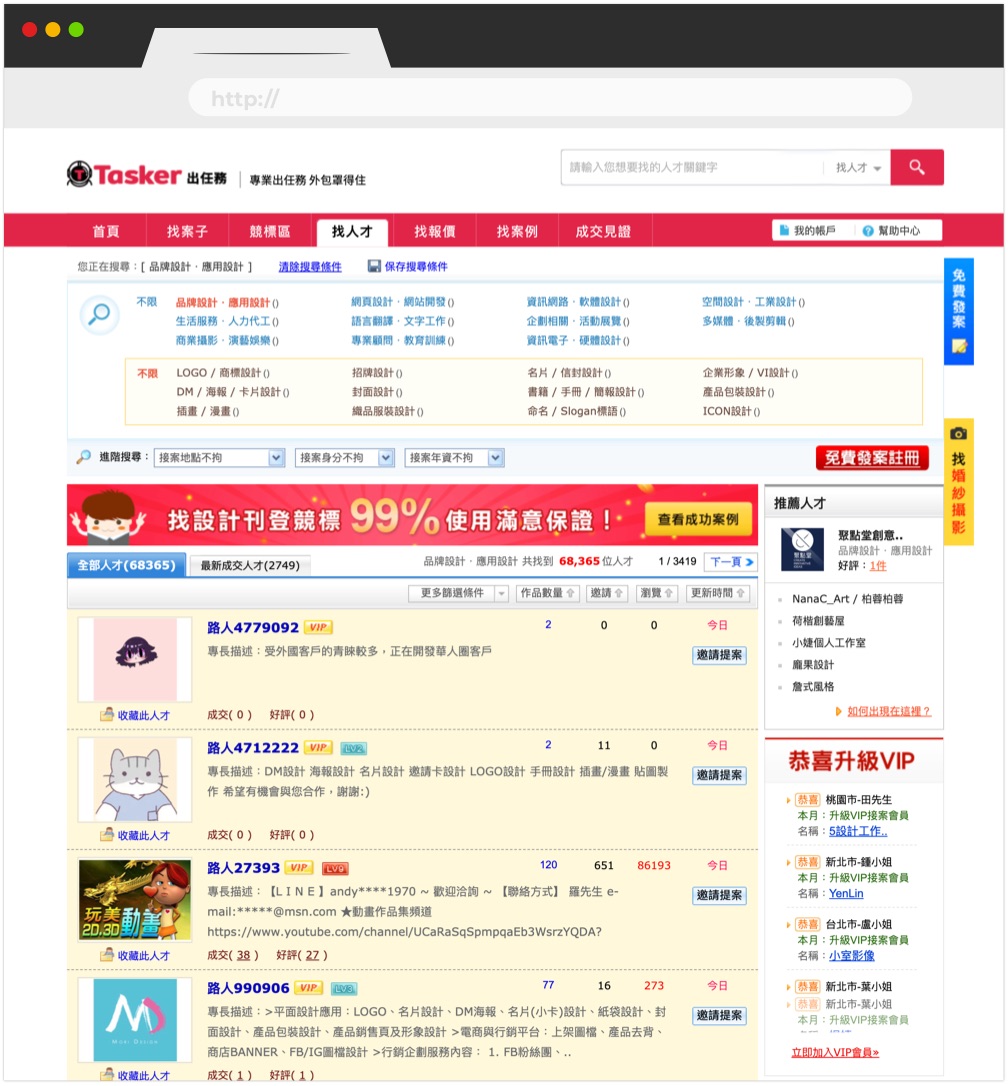 http://
Tasker 出任務 專業出任務 外包罩得住
請輸入您想要找的人才關鍵字 找人才
首頁 找案子 競標區 找人才 找報價 找案例 成交見證 我的帳戶 幫助中心
您正在搜尋：[ 品牌設計．應用設計 ] 清除搜尋條件 保存搜尋條件
不限 品牌設計．應用設計() 網頁設計．網站開發() 資訊網路．軟體設計() 空間設計．工業設計()
生活服務．人力代工() 語言翻譯．文字工作() 企劃相關．活動展覽() 多媒體．後製剪輯()
商業攝影．演藝娛樂() 專業顧問．教育訓練() 資訊電子．硬體設計()
不限 LOGO / 商標設計() 招牌設計() 名片 / 信封設計() 企業形象 / VI設計()
DM / 海報 / 卡片設計() 封面設計() 書籍 / 手冊 / 簡報設計() 產品包裝設計()
插畫 / 漫畫() 織品服裝設計() 命名 / Slogan標語() ICON設計()
免費發案
進階搜尋： 接案地點不拘 接案身分不拘 接案年資不拘 免費發案註冊
找婚紗攝影
找設計刊登競標 99% 使用滿意保證！ 查看成功案例
全部人才(68365) 最新成交人才(2749) 品牌設計．應用設計 共找到 68,365 位人才 1 / 3419 下一頁
更多篩選條件 作品數量 邀請 瀏覽 更新時間
路人4779092 VIP 2 0 0 今日
專長描述：受外國客戶的青睞較多，正在開發華人圈客戶 邀請提案
收藏此人才 成交( 0 ) 好評( 0 )
路人4712222 VIP LV2. 2 11 0 今日
專長描述：DM設計 海報設計 名片設計 邀請卡設計 LOGO設計 手冊設計 插畫/漫畫 貼圖製 邀請提案
作 希望有機會與您合作，謝謝:)
收藏此人才 成交( 0 ) 好評( 0 )
玩美
2D.3D動畫
路人27393 VIP LV9 120 651 86193 今日
專長描述：【L I N E 】andy****1970 ~ 歡迎洽詢 ~ 【聯絡方式】 羅先生 e- 邀請提案
mail:*****@msn.com ★動畫作品集頻道
https://www.youtube.com/channel/UCaRaSqSpmpqaEb3WsrzYQDA?
收藏此人才 成交( 38 ) 好評( 27 )
MORI DESIGN
路人990906 VIP LV3. 77 16 273 今日
專長描述：>平面設計應用：LOGO、名片設計、DM海報、名片(小卡)設計、紙袋設計、封 邀請提案
面設計、產品包裝設計、產品銷售頁及形象設計 >電商與行銷平台：上架圖檔、產品去背、
商店BANNER、FB/IG圖檔設計 >行銷企劃服務內容： 1. FB粉絲團、..
收藏此人才 成交( 1 ) 好評( 1 )
推薦人才
聚點堂
聚點堂創意..
品牌設計．應用設計
好評：1件
NanaC_Art / 柏蓉柏蓉
荷楷創藝屋
小婕個人工作室
龐果設計
詹式風格
如何出現在這裡？
恭喜升級VIP
恭喜 桃園市-田先生
本月：升級VIP接案會員
名稱：5設計工作..
恭喜 新北市-鍾小姐
本月：升級VIP接案會員
名稱：YenLin
恭喜 台北市-盧小姐
本月：升級VIP接案會員
名稱：小室影像
恭喜 新北市-葉小姐
恭喜 新北市-葉小姐
本月：升級VIP接案會員
立即加入VIP會員»